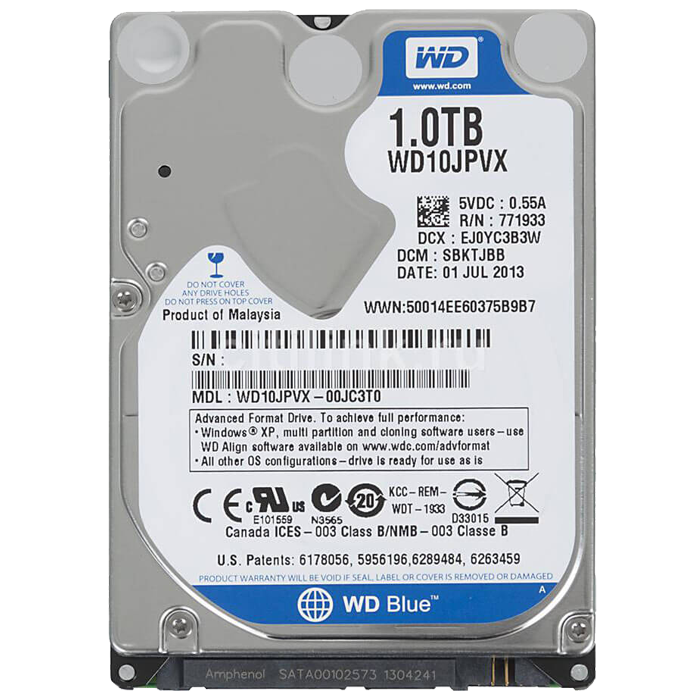 WD
www.wd.com
1.0TB
WD10JPVX
5VDC : 0.55A
R/N : 771933
DCX : EJ0YC3B3W
DCM : SBKTJBB
DATE: 01 JUL 2013
DO NOT COVER
ANY DRIVE HOLES
DO NOT PRESS ON TOP COVER
Product of Malaysia
WWN:50014EE60375B9B7
S/N :
MDL : WD10JPVX-00JC3T0
Advanced Format Drive. To achieve full performance:
• Windows® XP, multi partition and cloning software users-use
WD Align software available on www.wdc.com/advformat
• All other OS configurations-drive is ready for use as is
CE c RU us 20 KCC-REM-
WDT-1933
E101559 N3565 D33015
Canada ICES-003 Class B/NMB-003 Classe B
U.S. Patents: 6178056, 5956196,6289484, 6263459
PRODUCT WARRANTY WILL BE VOID IF SEAL, LABEL OR COVER IS REMOVED OR DAMAGED
A
WD Blue™
Amphenol SATA00102573 1304241